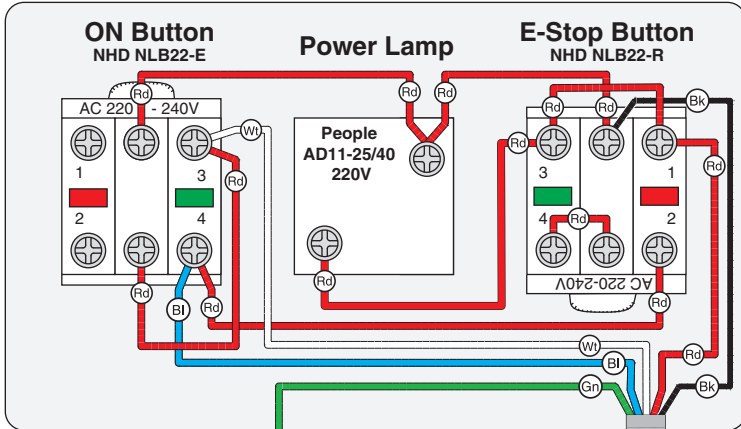 ON Button
NHD NLB22-E
Power Lamp
E-Stop Button
NHD NLB22-R
Rd
Rd
Rd
Rd
Rd
Bk
AC 220 - 240V
Wt
People
AD11-25/40
220V
Rd
Rd
1
3
Rd
3
1
2
4
4
Rd
2
Rd
Rd
AC 220-240V
Rd
Bl
Rd
Rd
Wt
Bl
Rd
Gn
Bk